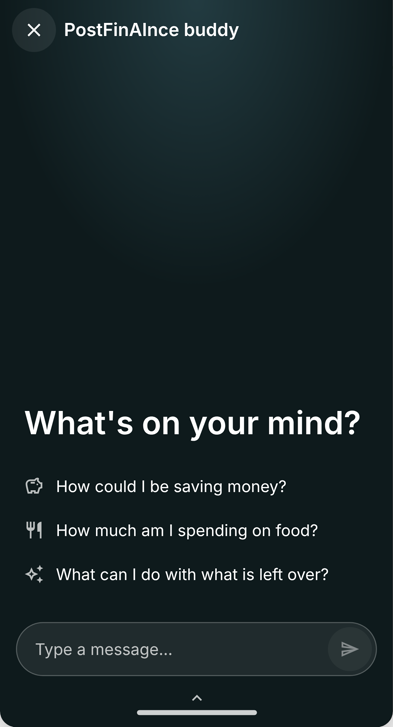 PostFinAInce buddy
What's on your mind?
How could I be saving money?
How much am I spending on food?
What can I do with what is left over?
Type a message...